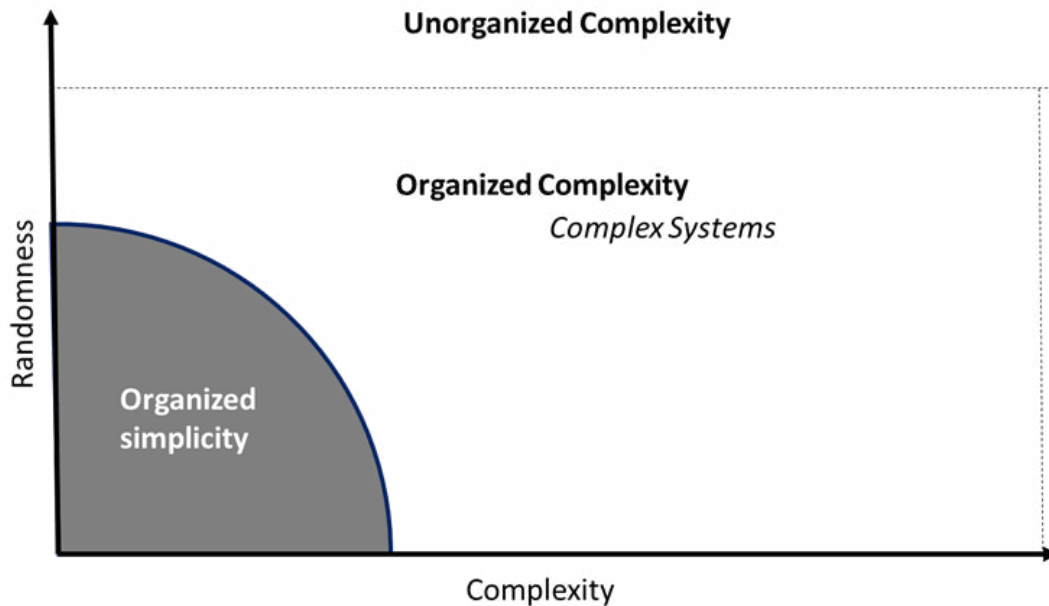 Unorganized Complexity
Organized Complexity
Complex Systems
Randomness
Organized
simplicity
Complexity